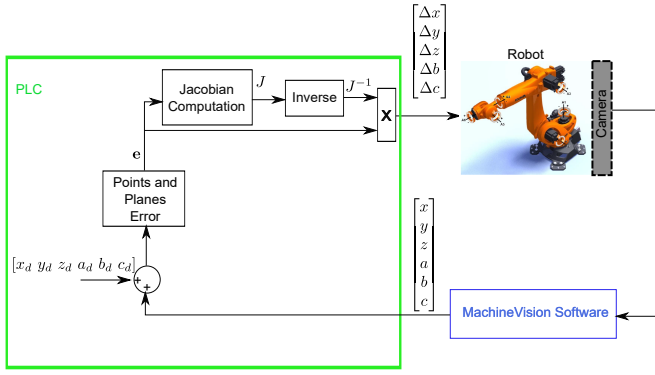 PLC
Jacobian
Computation
J
Inverse
J⁻¹
X
Δx
Δy
Δz
Δb
Δc
Robot
Camera
e
Points and
Planes
Error
[x_d y_d z_d a_d b_d c_d]
+
+
x
y
z
a
b
c
MachineVision Software